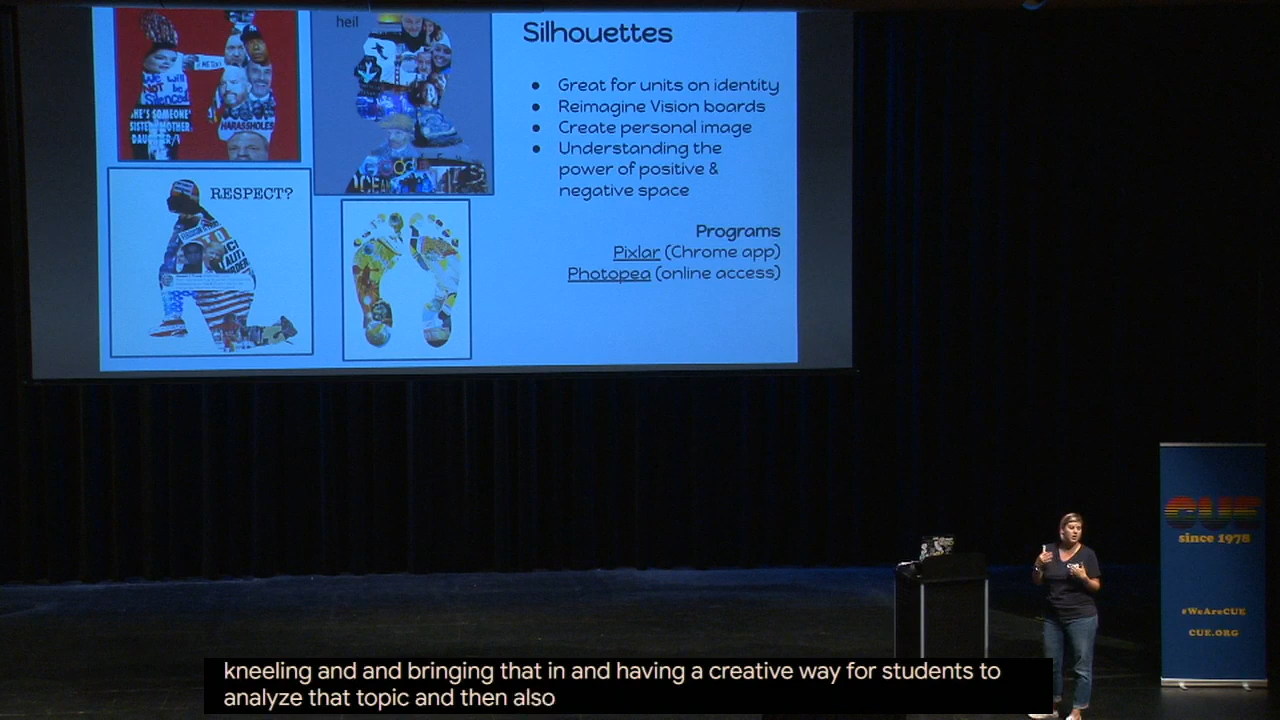 heil
Silhouettes
WE WILL
NOT BE
Silenced
SHE'S SOMEONE'
SISTER/MOTHER
DAUGHTER/
HARASSHOLES
● Great for units on identity
● Reimagine Vision boards
● Create personal image
● Understanding the
power of positive &
negative space
RESPECT?
Programs
Pixlar (Chrome app)
Photopea (online access)
CUE
since 1978
#WeAreCUE
CUE.ORG
kneeling and and bringing that in and having a creative way for students to
analyze that topic and then also